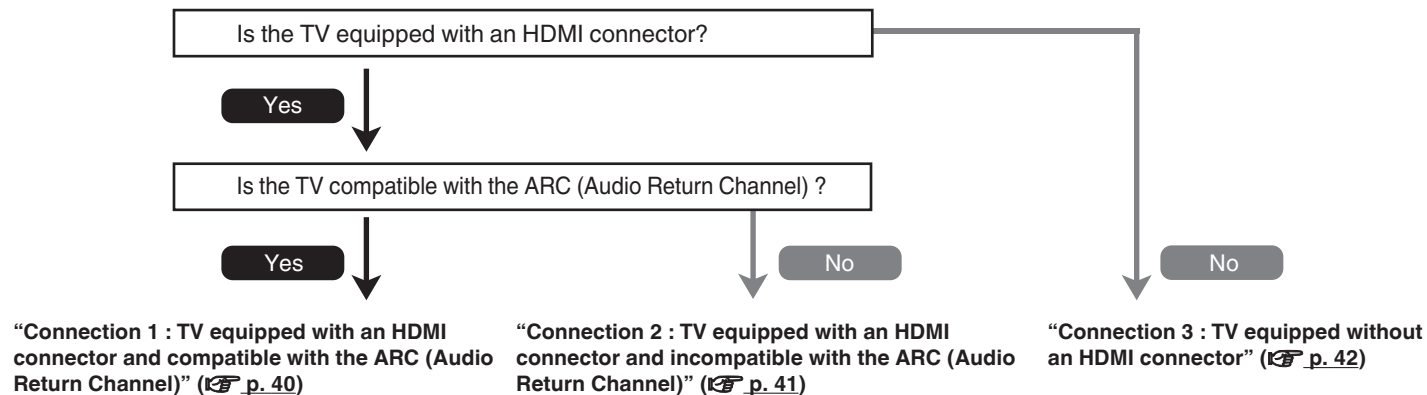 Is the TV equipped with an HDMI connector?
Yes
Is the TV compatible with the ARC (Audio Return Channel) ?
Yes
No
No
“Connection 1 : TV equipped with an HDMI
connector and compatible with the ARC (Audio
Return Channel)” (☞ p. 40)
“Connection 2 : TV equipped with an HDMI
connector and incompatible with the ARC (Audio
Return Channel)” (☞ p. 41)
“Connection 3 : TV equipped without
an HDMI connector” (☞ p. 42)